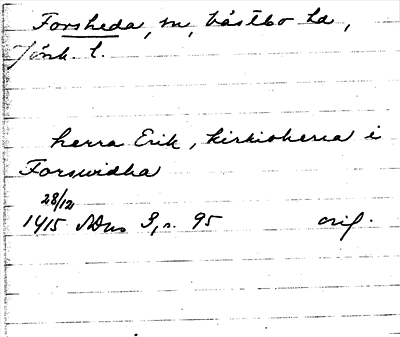 Forsheda, sn, Västbo hd,
Jönk. l.
herra Erik, kirkioherra i
Forswidha
28/12
1415 SDns 3, s. 95 orig.